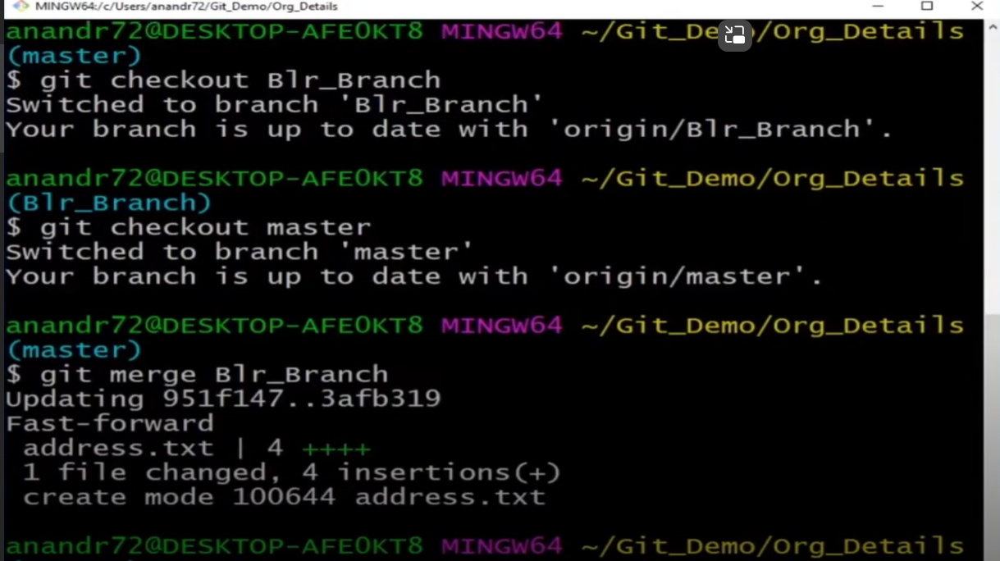 MINGW64:/c/Users/anandr72/Git_Demo/Org_Details
anandr72@DESKTOP-AFE0KT8 MINGW64 ~/Git_De /Org_Details
(master)
$ git checkout Blr_Branch
Switched to branch 'Blr_Branch'
Your branch is up to date with 'origin/Blr_Branch'.
anandr72@DESKTOP-AFE0KT8 MINGW64 ~/Git_Demo/Org_Details
(Blr_Branch)
$ git checkout master
Switched to branch 'master'
Your branch is up to date with 'origin/master'.
anandr72@DESKTOP-AFE0KT8 MINGW64 ~/Git_Demo/Org_Details
(master)
$ git merge Blr_Branch
Updating 951f147..3afb319
Fast-forward
 address.txt | 4 ++++
 1 file changed, 4 insertions(+)
 create mode 100644 address.txt
anandr72@DESKTOP-AFE0KT8 MINGW64 ~/Git_Demo/Org_Details